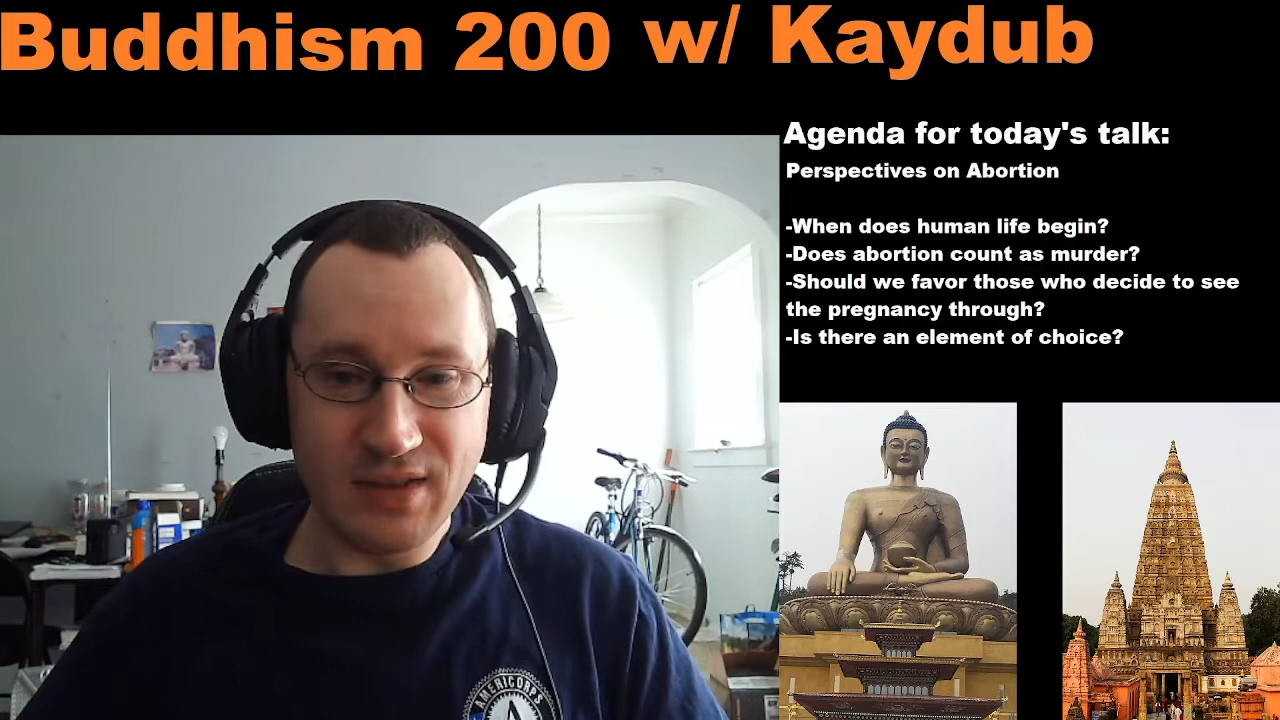 Buddhism 200 w/ Kaydub
Agenda for today's talk:
Perspectives on Abortion
-When does human life begin?
-Does abortion count as murder?
-Should we favor those who decide to see
the pregnancy through?
-Is there an element of choice?
AMERICORPS
A